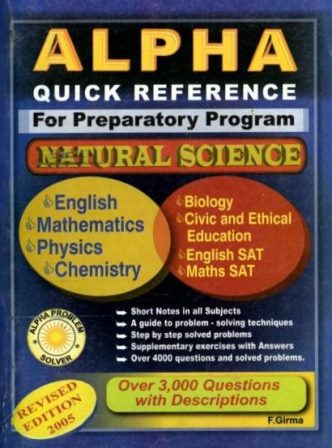 ALPHA
QUICK REFERENCE
For Preparatory Program
NATURAL SCIENCE
English
Mathematics
Physics
Chemistry
Biology
Civic and Ethical
Education
English SAT
Maths SAT
Short Notes in all Subjects
A guide to problem - solving techniques
Step by step solved problems
Supplementary exercises with Answers
Over 4000 questions and solved problems.
ALPHA PROBLEM
SOLVER
REVISED
EDITION
2005
Over 3,000 Questions
with Descriptions
F.Girma